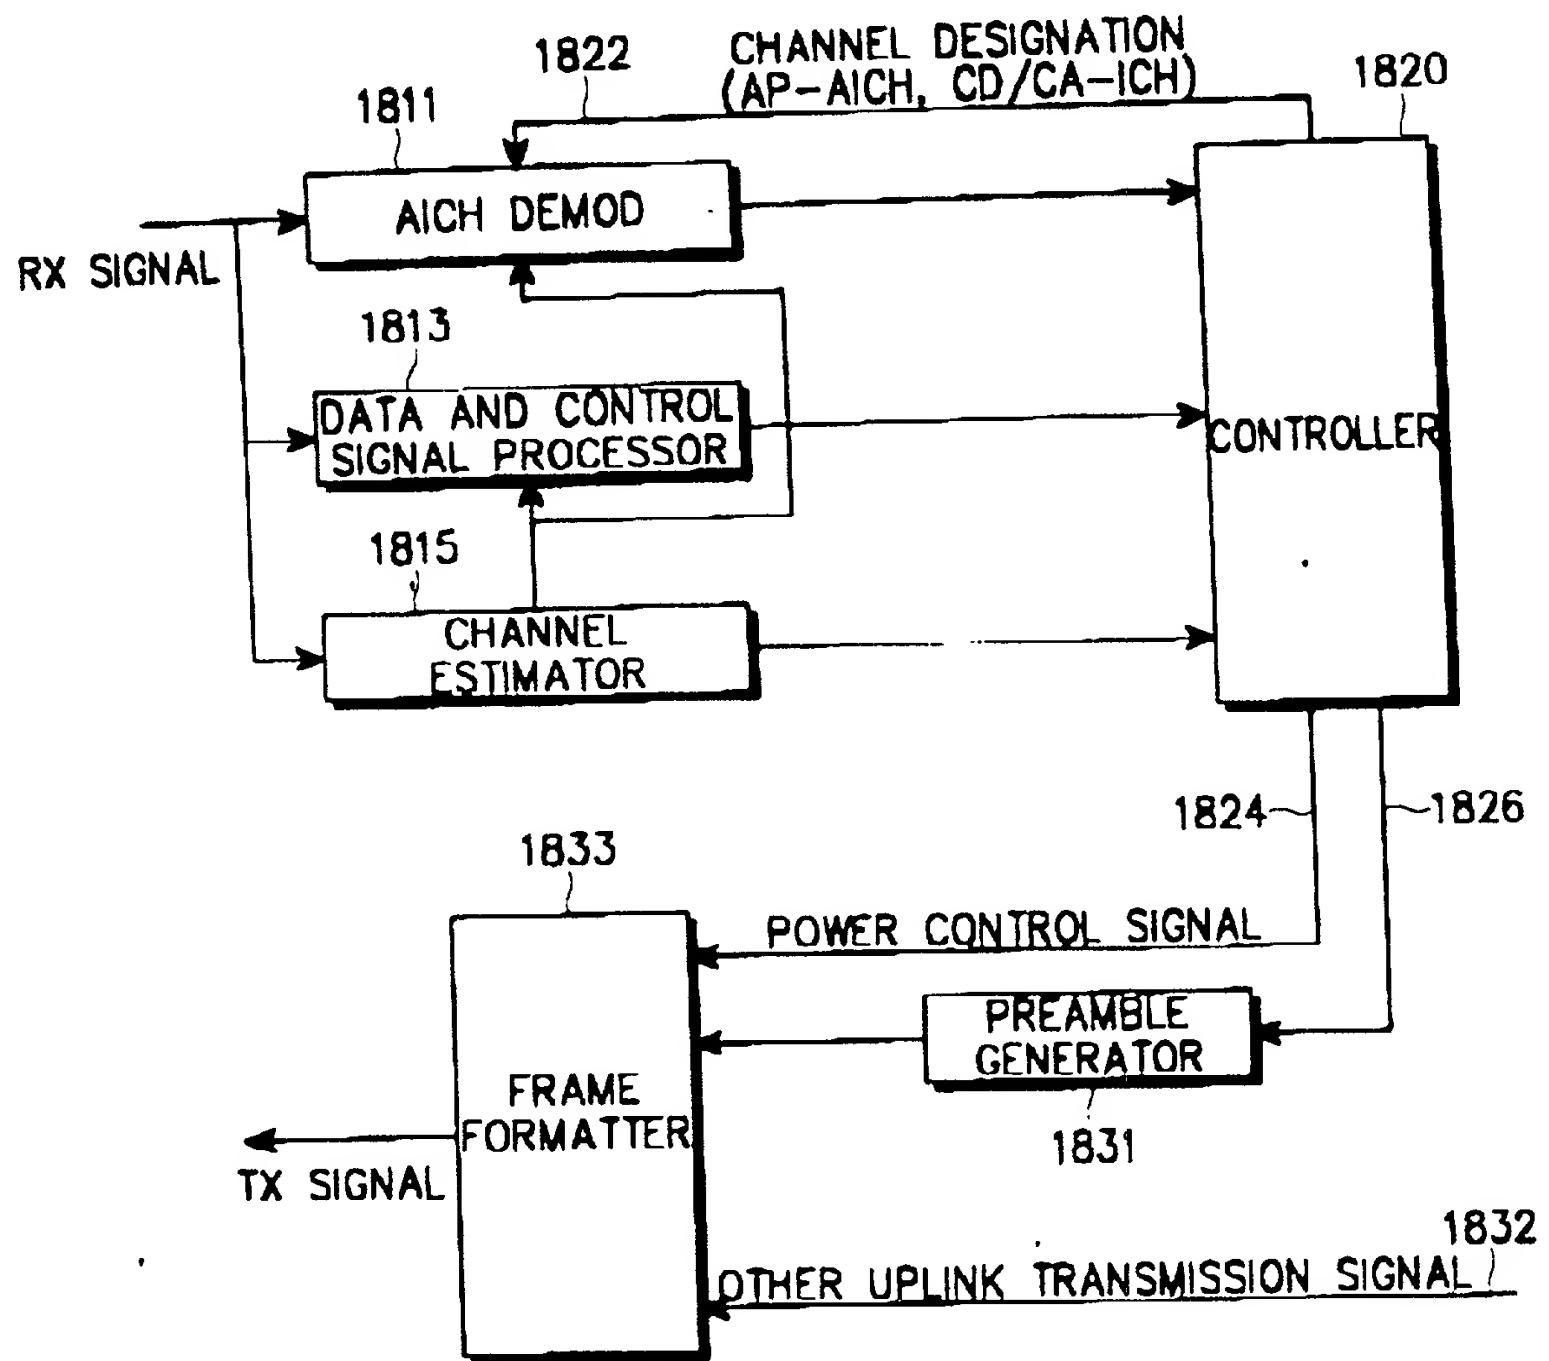 1822
CHANNEL DESIGNATION
(AP-AICH, CD/CA-ICH)
1820
1811
AICH DEMOD
RX SIGNAL
1813
DATA AND CONTROL
SIGNAL PROCESSOR
CONTROLLER
1815
CHANNEL
ESTIMATOR
1824
1826
1833
POWER CONTROL SIGNAL
PREAMBLE
GENERATOR
FRAME
FORMATTER
1831
TX SIGNAL
1832
OTHER UPLINK TRANSMISSION SIGNAL